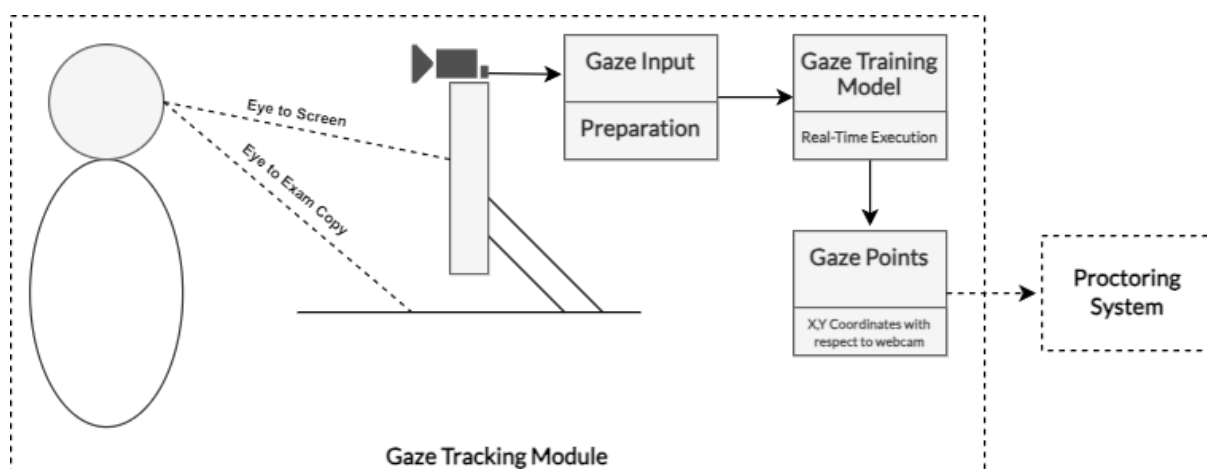 Eye to Screen
Eye to Exam Copy
Gaze Input
Preparation
Gaze Training
Model
Real-Time Execution
Gaze Points
X,Y Coordinates with
respect to webcam
Proctoring
System
Gaze Tracking Module